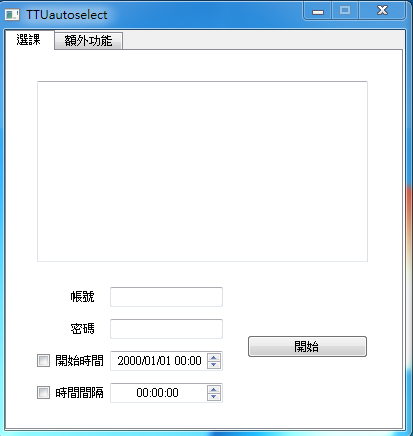 TTUautoselect
選課 額外功能
帳號
密碼
開始時間 2000/01/01 00:00
開始
時間間隔 00:00:00